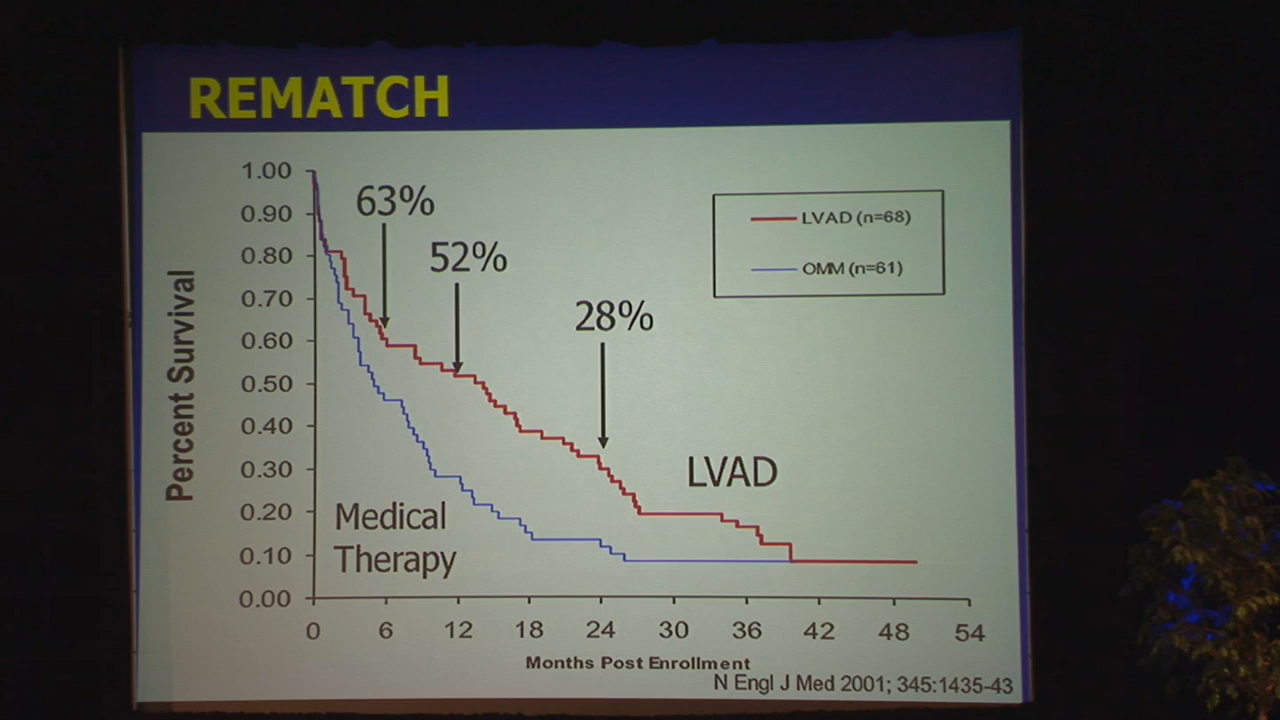 REMATCH
1.00
0.90
0.80
0.70
0.60
0.50
0.40
0.30
0.20
0.10
0.00
Percent Survival
63%
52%
28%
LVAD (n=68)
OMM (n=61)
LVAD
Medical
Therapy
0 6 12 18 24 30 36 42 48 54
Months Post Enrollment
N Engl J Med 2001; 345:1435-43